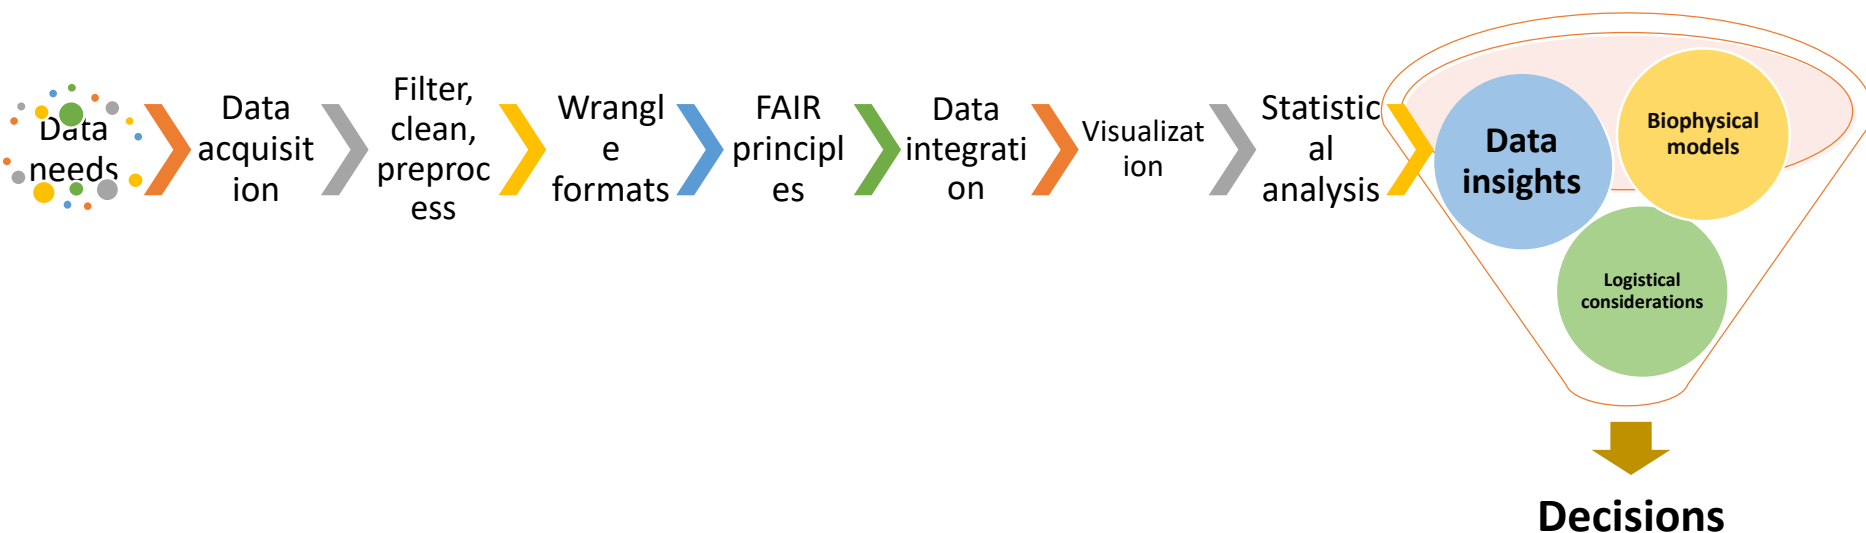 Data
needs
Data
acquisit
ion
Filter,
clean,
preproc
ess
Wrangl
e
formats
FAIR
principl
es
Data
integrati
on
Visualizat
ion
Statistic
al
analysis
Data
insights
Biophysical
models
Logistical
considerations
Decisions